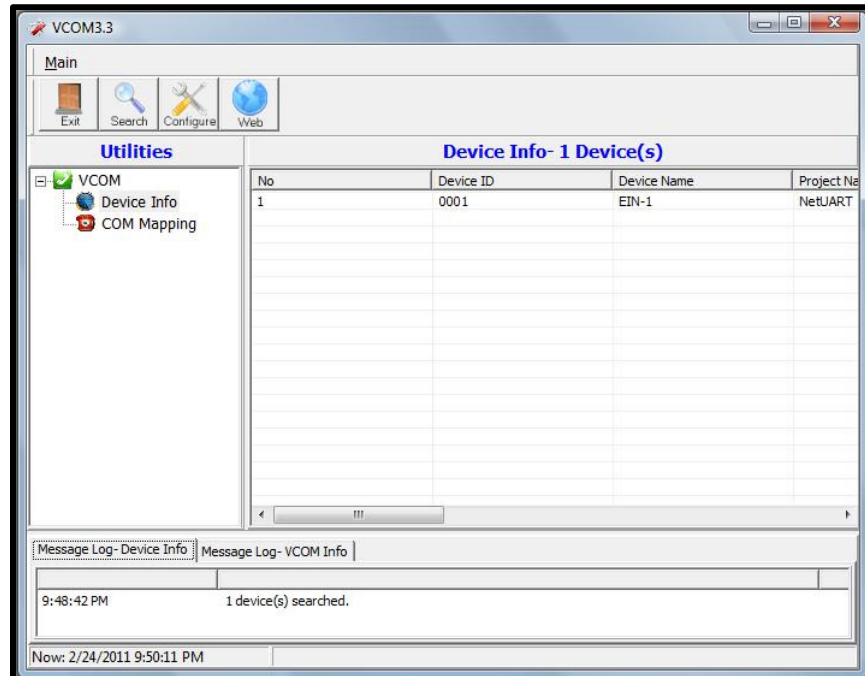 VCOM3.3
Main
Exit Search Configure Web
Utilities
Device Info- 1 Device(s)
VCOM
Device Info
COM Mapping
No Device ID Device Name Project Na
1 0001 EIN-1 NetUART
Message Log- Device Info Message Log- VCOM Info
9:48:42 PM 1 device(s) searched.
Now: 2/24/2011 9:50:11 PM